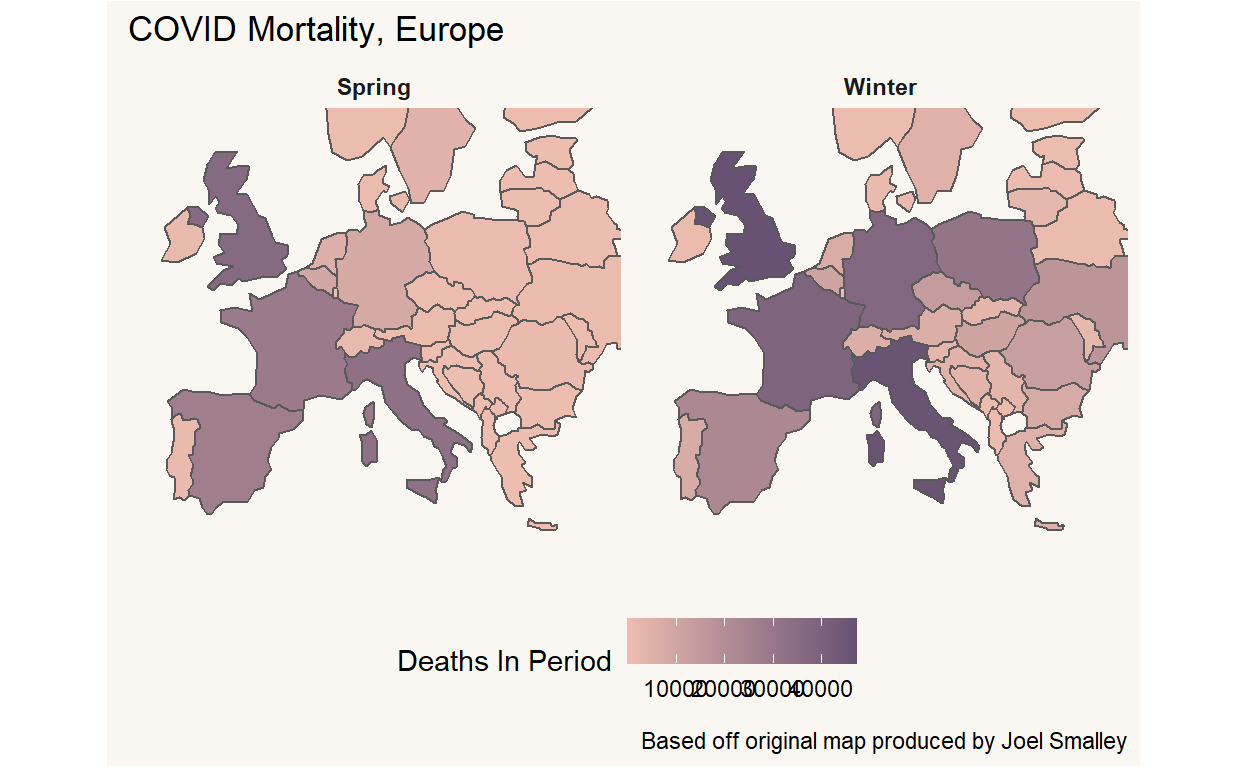 COVID Mortality, Europe
Spring Winter
Deaths In Period
10000 20000 30000 40000
Based off original map produced by Joel Smalley